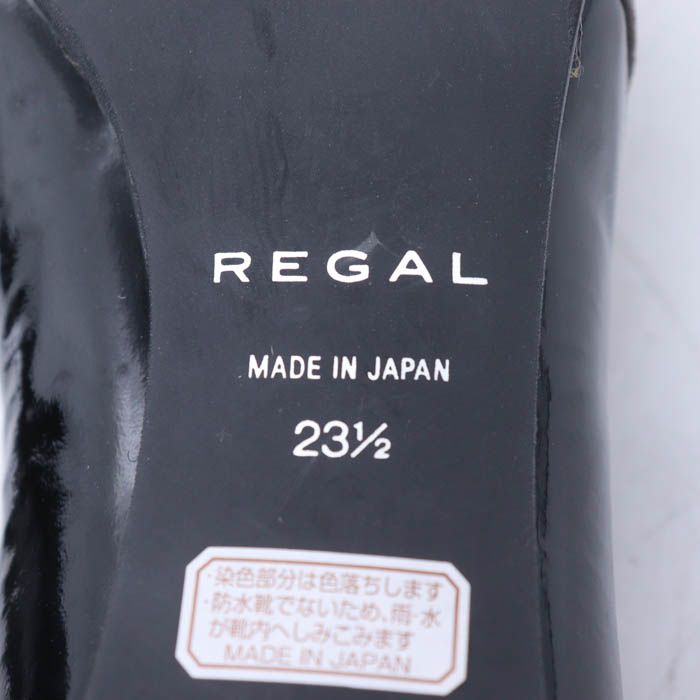 REGAL
MADE IN JAPAN
23½
・染色部分は色落ちします
・防水靴でないため、雨・水
が靴内へしみこみます
MADE IN JAPAN